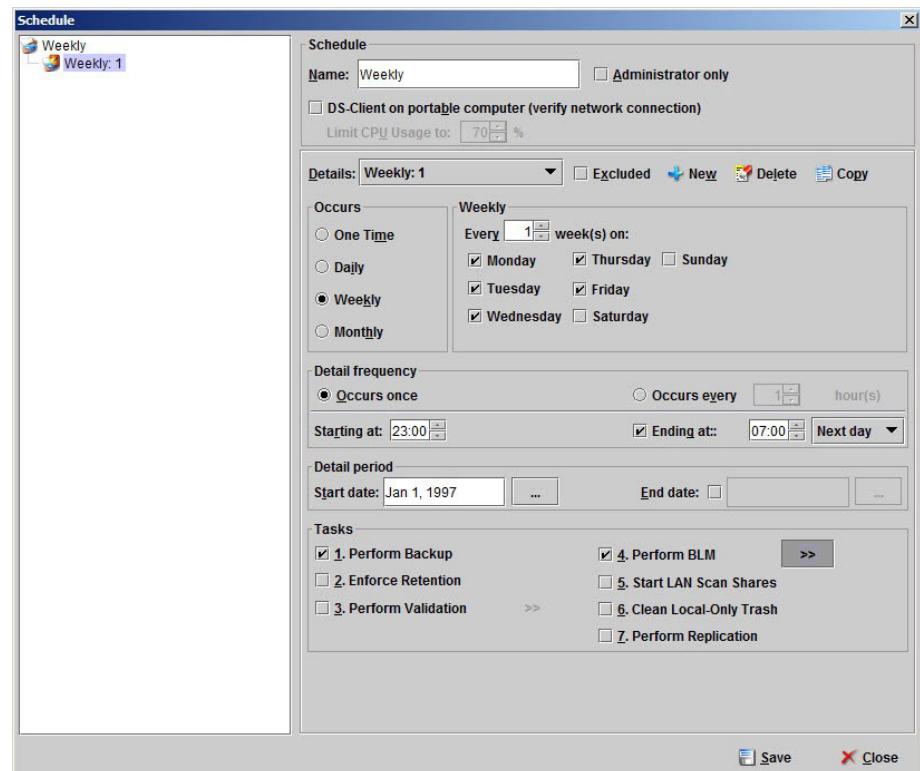 Schedule
Weekly
Weekly: 1
Schedule
Name: Weekly Administrator only
DS-Client on portable computer (verify network connection)
Limit CPU Usage to: 70 %
Details: Weekly: 1 Excluded New Delete Copy
Occurs
One Time
Daily
Weekly
Monthly
Weekly
Every 1 week(s) on:
Monday Thursday Sunday
Tuesday Friday
Wednesday Saturday
Detail frequency
Occurs once Occurs every 1 hour(s)
Starting at: 23:00 Ending at:: 07:00 Next day
Detail period
Start date: Jan 1, 1997 ... End date: ...
Tasks
1. Perform Backup
2. Enforce Retention
3. Perform Validation >>
4. Perform BLM >>
5. Start LAN Scan Shares
6. Clean Local-Only Trash
7. Perform Replication
Save Close